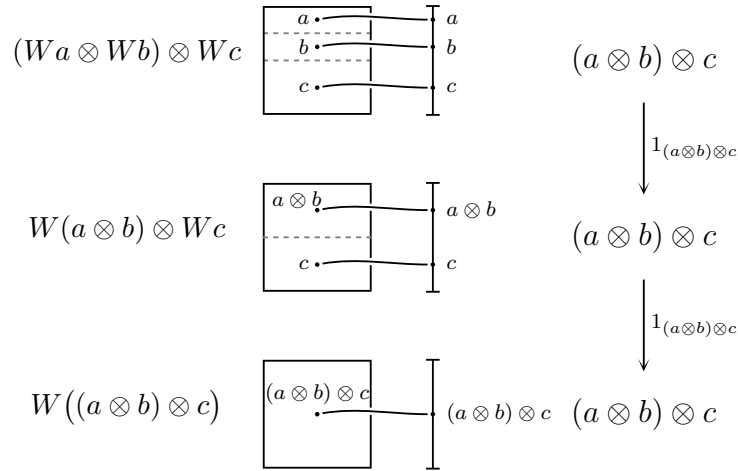 (Wa ⊗ Wb) ⊗ Wc
a a
b b
c c
(a ⊗ b) ⊗ c
1_{(a⊗b)⊗c}
W(a ⊗ b) ⊗ Wc
a ⊗ b a ⊗ b
c c
(a ⊗ b) ⊗ c
1_{(a⊗b)⊗c}
W((a ⊗ b) ⊗ c)
(a ⊗ b) ⊗ c (a ⊗ b) ⊗ c
(a ⊗ b) ⊗ c